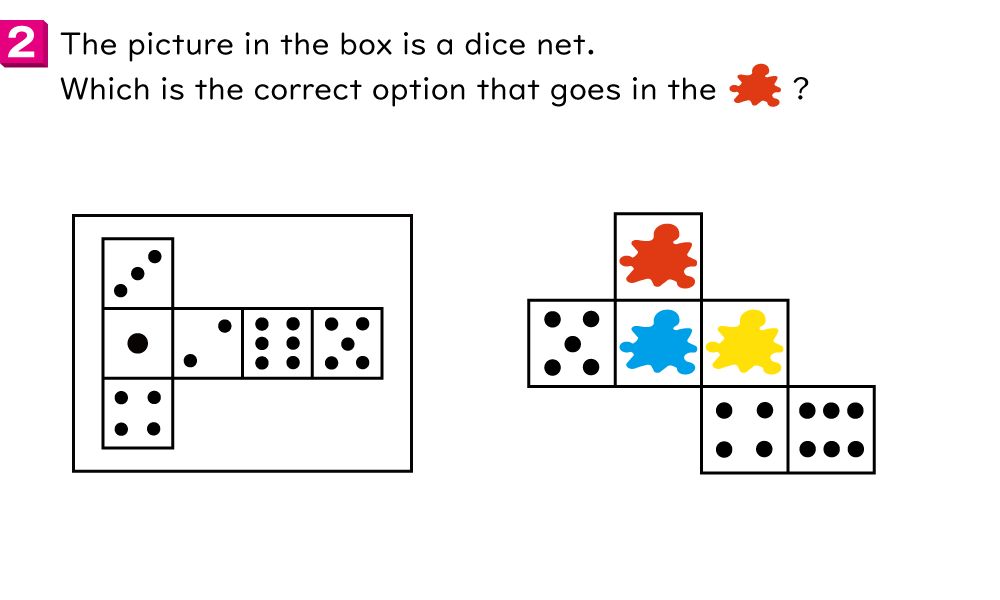 2 The picture in the box is a dice net.
Which is the correct option that goes in the ?